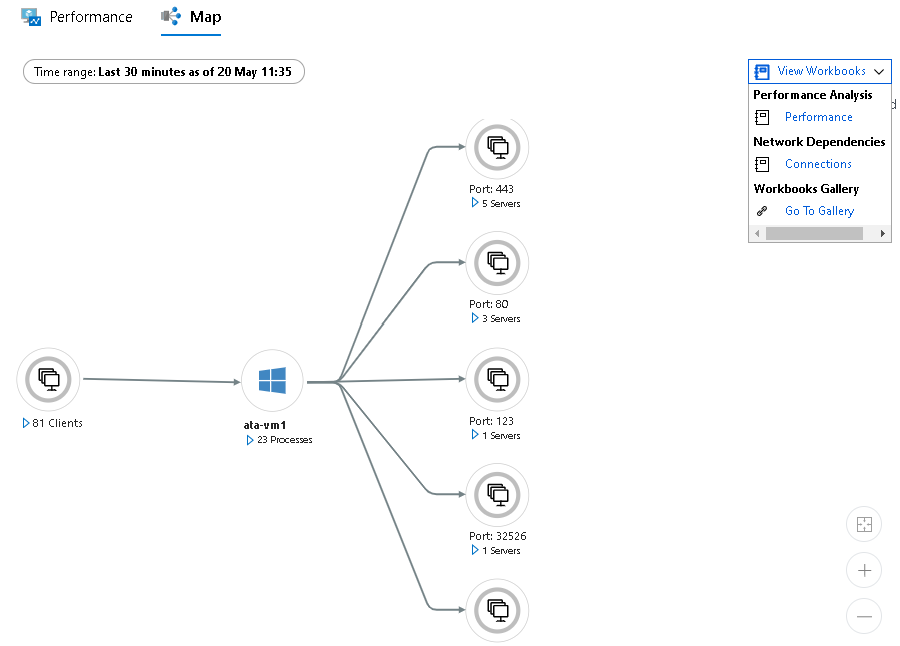 Performance
Map
Time range: Last 30 minutes as of 20 May 11:35
View Workbooks
Performance Analysis
Performance
Network Dependencies
Connections
Workbooks Gallery
Go To Gallery
Port: 443
5 Servers
Port: 80
3 Servers
81 Clients
ata-vm1
23 Processes
Port: 123
1 Servers
Port: 32526
1 Servers